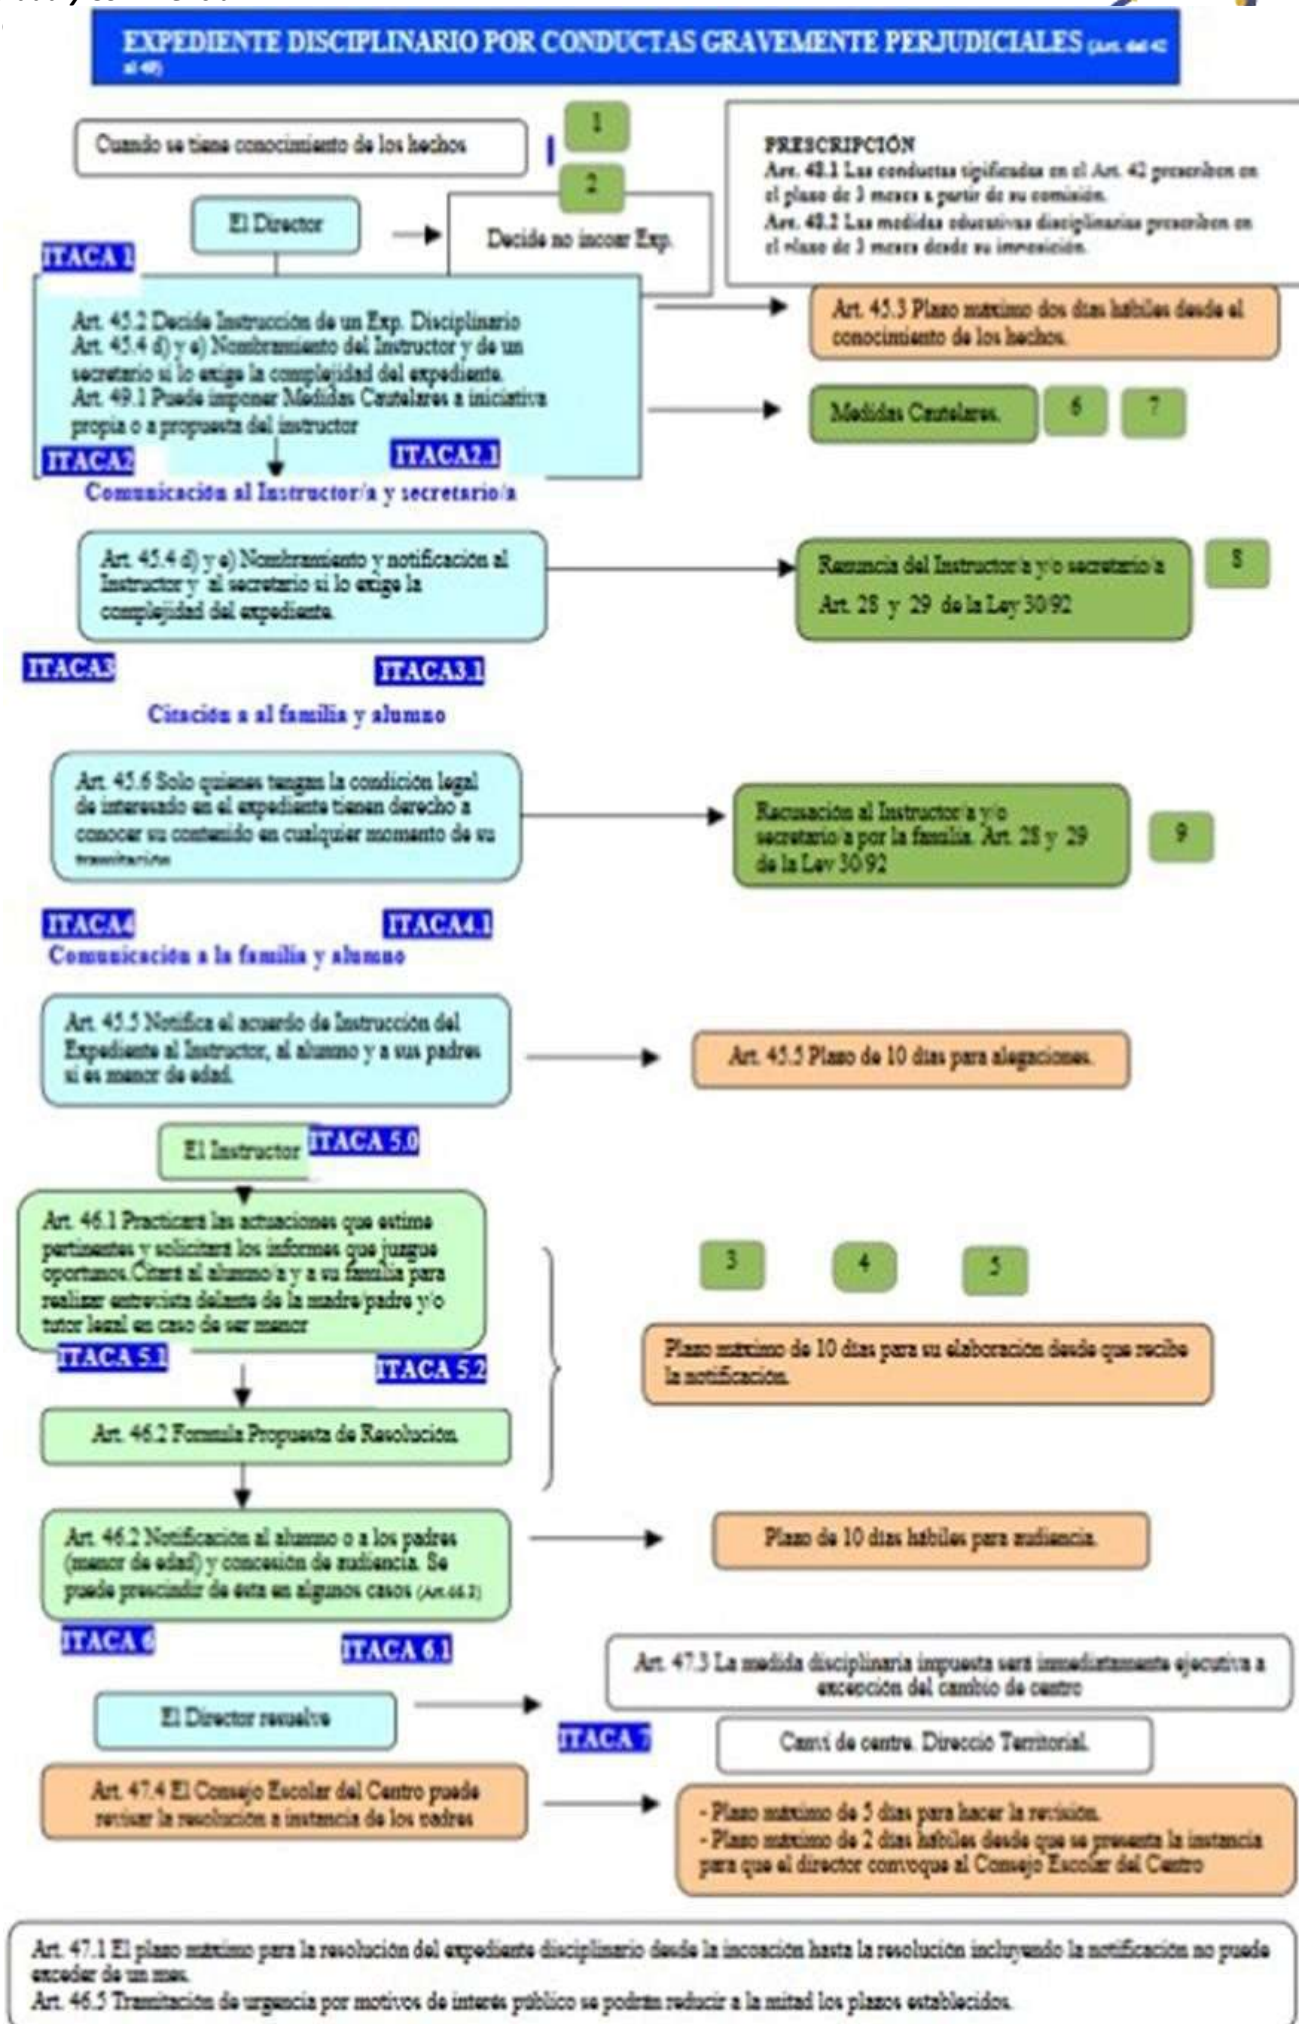 EXPEDIENTE DISCIPLINARIO POR CONDUCTAS GRAVEMENTE PERJUDICIALES (Art. del 42
al 49)
1
Cuando se tiene conocimiento de los hechos
2
PRESCRIPCIÓN
Art. 48.1 Las conductas tipificadas en el Art. 42 prescriben en
el plazo de 3 meses a partir de su comisión.
Art. 48.2 Las medidas educativas disciplinarias prescriben en
el plazo de 3 meses desde su imposición.
El Director
Decide no incoar Exp.
ITACA 1
Art. 45.2 Decide Instrucción de un Exp. Disciplinario
Art. 45.4 d) y e) Nombramiento del Instructor y de un
secretario si lo exige la complejidad del expediente.
Art. 49.1 Puede imponer Medidas Cautelares a iniciativa
propia o a propuesta del instructor
Art. 45.3 Plazo máximo dos días hábiles desde el
conocimiento de los hechos.
Medidas Cautelares.
6
7
ITACA2
ITACA2.1
Comunicación al Instructor/a y secretario/a
Art. 45.4 d) y e) Nombramiento y notificación al
Instructor y al secretario si lo exige la
complejidad del expediente.
Renuncia del Instructor/a y/o secretario/a
Art. 28 y 29 de la Ley 30/92
8
ITACA3
ITACA3.1
Citación a al familia y alumno
Art. 45.6 Solo quienes tengan la condición legal
de interesado en el expediente tienen derecho a
conocer su contenido en cualquier momento de su
tramitación
Recusación al Instructor/a y/o
secretario/a por la familia. Art. 28 y 29
de la Ley 30/92
9
ITACA4
ITACA4.1
Comunicación a la familia y alumno
Art. 45.5 Notifica el acuerdo de Instrucción del
Expediente al Instructor, al alumno y a sus padres
si es menor de edad.
Art. 45.5 Plazo de 10 días para alegaciones.
El Instructor
ITACA 5.0
Art. 46.1 Practicará las actuaciones que estime
pertinentes y solicitará los informes que juzgue
oportunos.Citará al alumno/a y a su familia para
realizar entrevista delante de la madre/padre y/o
tutor legal en caso de ser menor
3
4
5
Plazo máximo de 10 días para su elaboración desde que recibe
la notificación.
ITACA 5.1
ITACA 5.2
Art. 46.2 Formula Propuesta de Resolución.
Art. 46.2 Notificación al alumno o a los padres
(menor de edad) y concesión de audiencia. Se
puede prescindir de ésta en algunos casos (Art.46.3)
Plazo de 10 días hábiles para audiencia.
ITACA 6
ITACA 6.1
Art. 47.3 La medida disciplinaria impuesta será inmediatamente ejecutiva a
excepción del cambio de centro
El Director resuelve
ITACA 7
Canvi de centre. Direcció Territorial.
Art. 47.4 El Consejo Escolar del Centro puede
revisar la resolución a instancia de los padres
- Plazo máximo de 5 días para hacer la revisión.
- Plazo máximo de 2 días hábiles desde que se presenta la instancia
para que el director convoque al Consejo Escolar del Centro
Art. 47.1 El plazo máximo para la resolución del expediente disciplinario desde la incoación hasta la resolución incluyendo la notificación no puede
exceder de un mes.
Art. 46.5 Tramitación de urgencia por motivos de interés público se podrán reducir a la mitad los plazos establecidos.